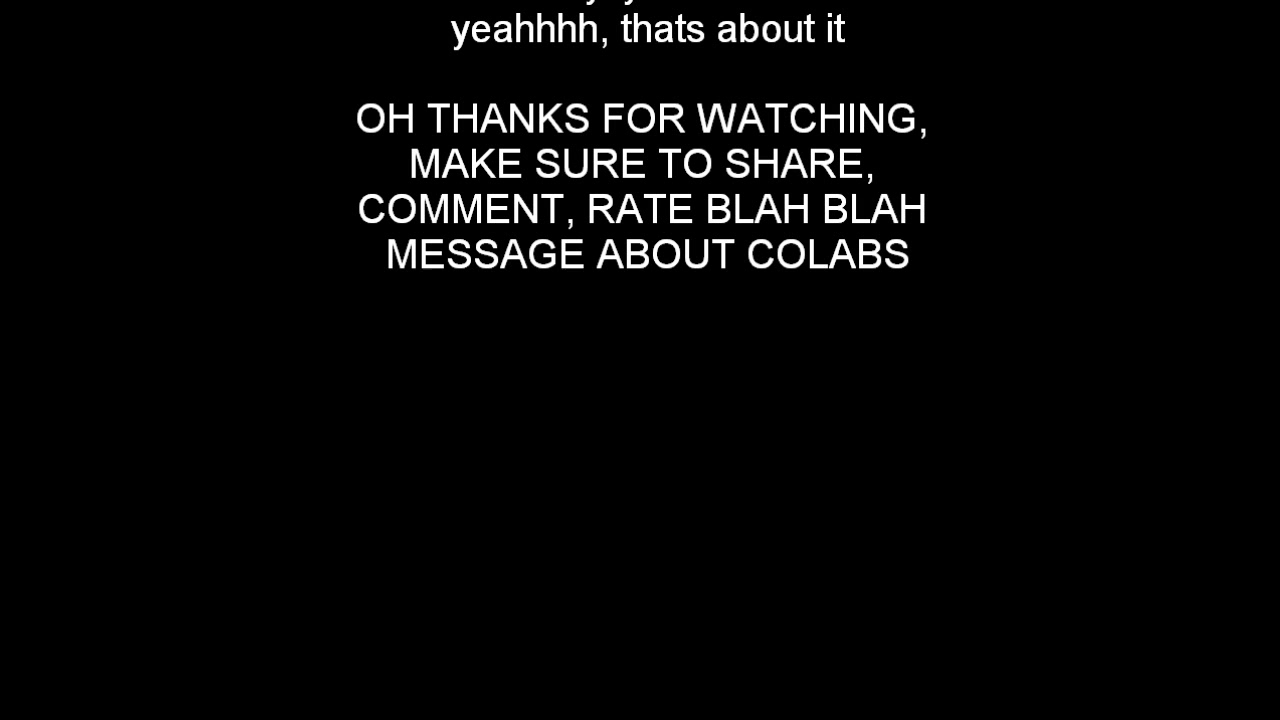 yeahhhh, thats about it
OH THANKS FOR WATCHING,
MAKE SURE TO SHARE,
COMMENT, RATE BLAH BLAH
MESSAGE ABOUT COLABS